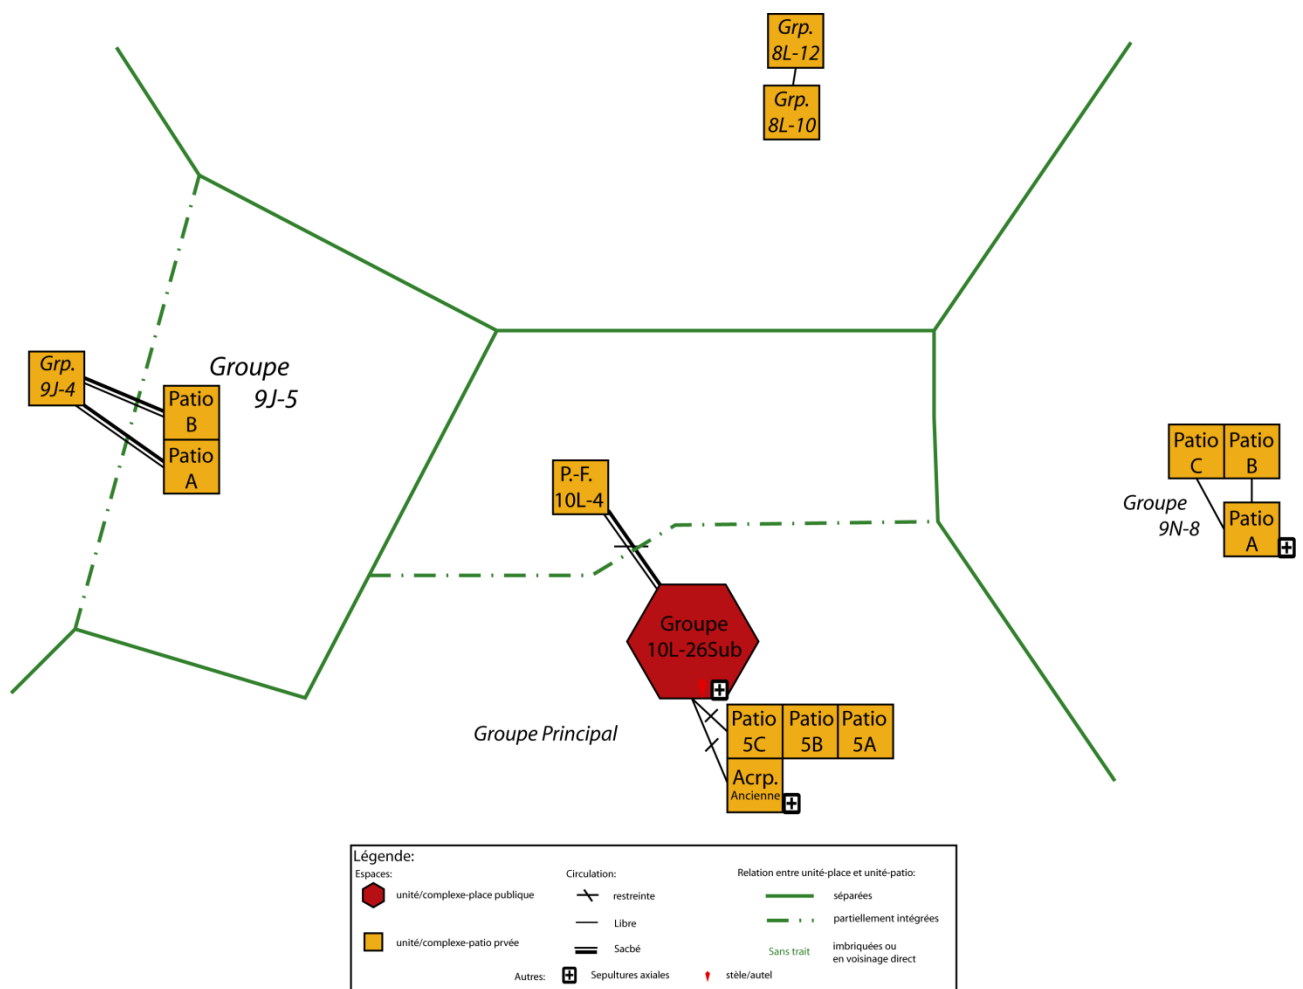 Grp.
8L-12
Grp.
8L-10
Grp.
9J-4
Groupe
9J-5
Patio
B
Patio
A
P.-F.
10L-4
Patio
C
Patio
B
Groupe
9N-8
Patio
A
Groupe
10L-26Sub
Groupe Principal
Patio
5C
Patio
5B
Patio
5A
Acrp.
Ancienne
Légende:
Espaces:
unité/complexe-place publique
unité/complexe-patio prvée
Circulation:
restreinte
Libre
Sacbé
Relation entre unité-place et unité-patio:
séparées
partiellement intégrées
Sans trait
imbriquées ou
en voisinage direct
Autres:
Sepultures axiales
stèle/autel